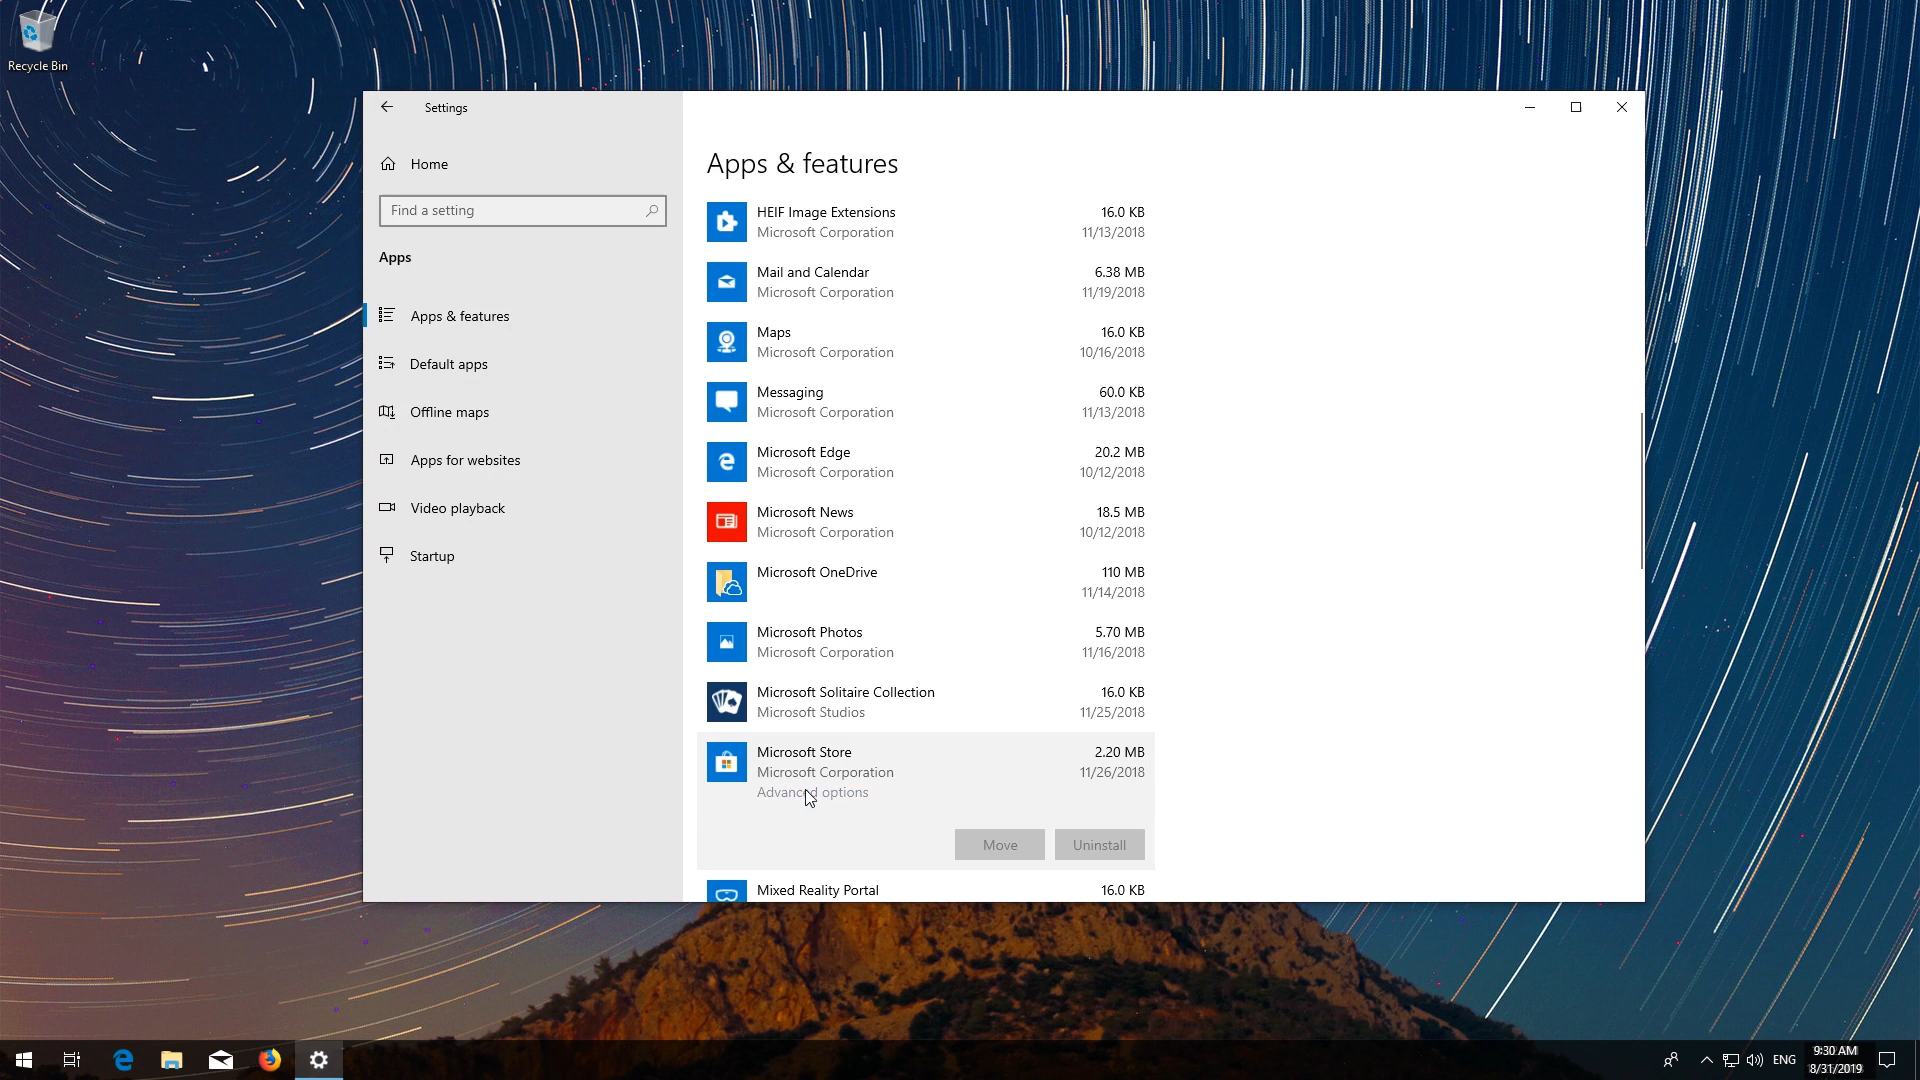 Recycle Bin
Settings
Home
Find a setting
Apps
Apps & features
Default apps
Offline maps
Apps for websites
Video playback
Startup
Apps & features
HEIF Image Extensions 16.0 KB
Microsoft Corporation 11/13/2018
Mail and Calendar 6.38 MB
Microsoft Corporation 11/19/2018
Maps 16.0 KB
Microsoft Corporation 10/16/2018
Messaging 60.0 KB
Microsoft Corporation 11/13/2018
Microsoft Edge 20.2 MB
Microsoft Corporation 10/12/2018
Microsoft News 18.5 MB
Microsoft Corporation 10/12/2018
Microsoft OneDrive 110 MB
11/14/2018
Microsoft Photos 5.70 MB
Microsoft Corporation 11/16/2018
Microsoft Solitaire Collection 16.0 KB
Microsoft Studios 11/25/2018
Microsoft Store 2.20 MB
Microsoft Corporation 11/26/2018
Advanced options
Move Uninstall
Mixed Reality Portal 16.0 KB
ENG
9:30 AM
8/31/2019